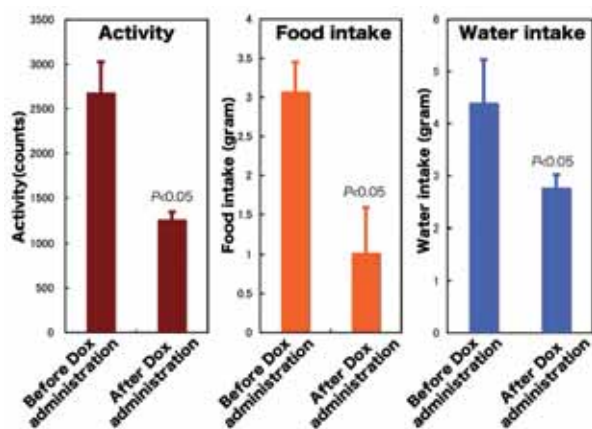 Activity
Activity(counts)
3500
3000
2500
2000
1500
1000
500
0
P<0.05
Before Dox
administration
After Dox
administration
Food intake
Food intake (gram)
4
3.5
3
2.5
2
1.5
1
0.5
0
P<0.05
Before Dox
administration
After Dox
administration
Water intake
Water intake (gram)
6
5
4
3
2
1
0
P<0.05
Before Dox
administration
After Dox
administration